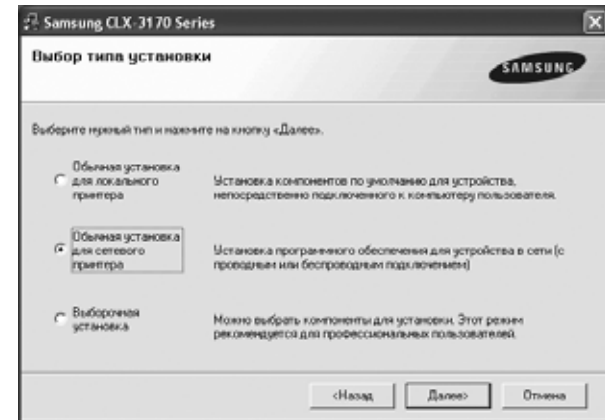 Samsung CLX-3170 Series
Выбор типа установки
SAMSUNG
Выберите нужный тип и нажмите на кнопку «Далее».
Обычная установка
для локального
принтера
Установка компонентов по умолчанию для устройства,
непосредственно подключенного к компьютеру пользователя.
Обычная установка
для сетевого
принтера
Установка программного обеспечения для устройства в сети (с
проводным или беспроводным подключением)
Выборочная
установка
Можно выбрать компоненты для установки. Этот режим
рекомендуется для профессиональных пользователей.
<Назад
Далее>
Отмена